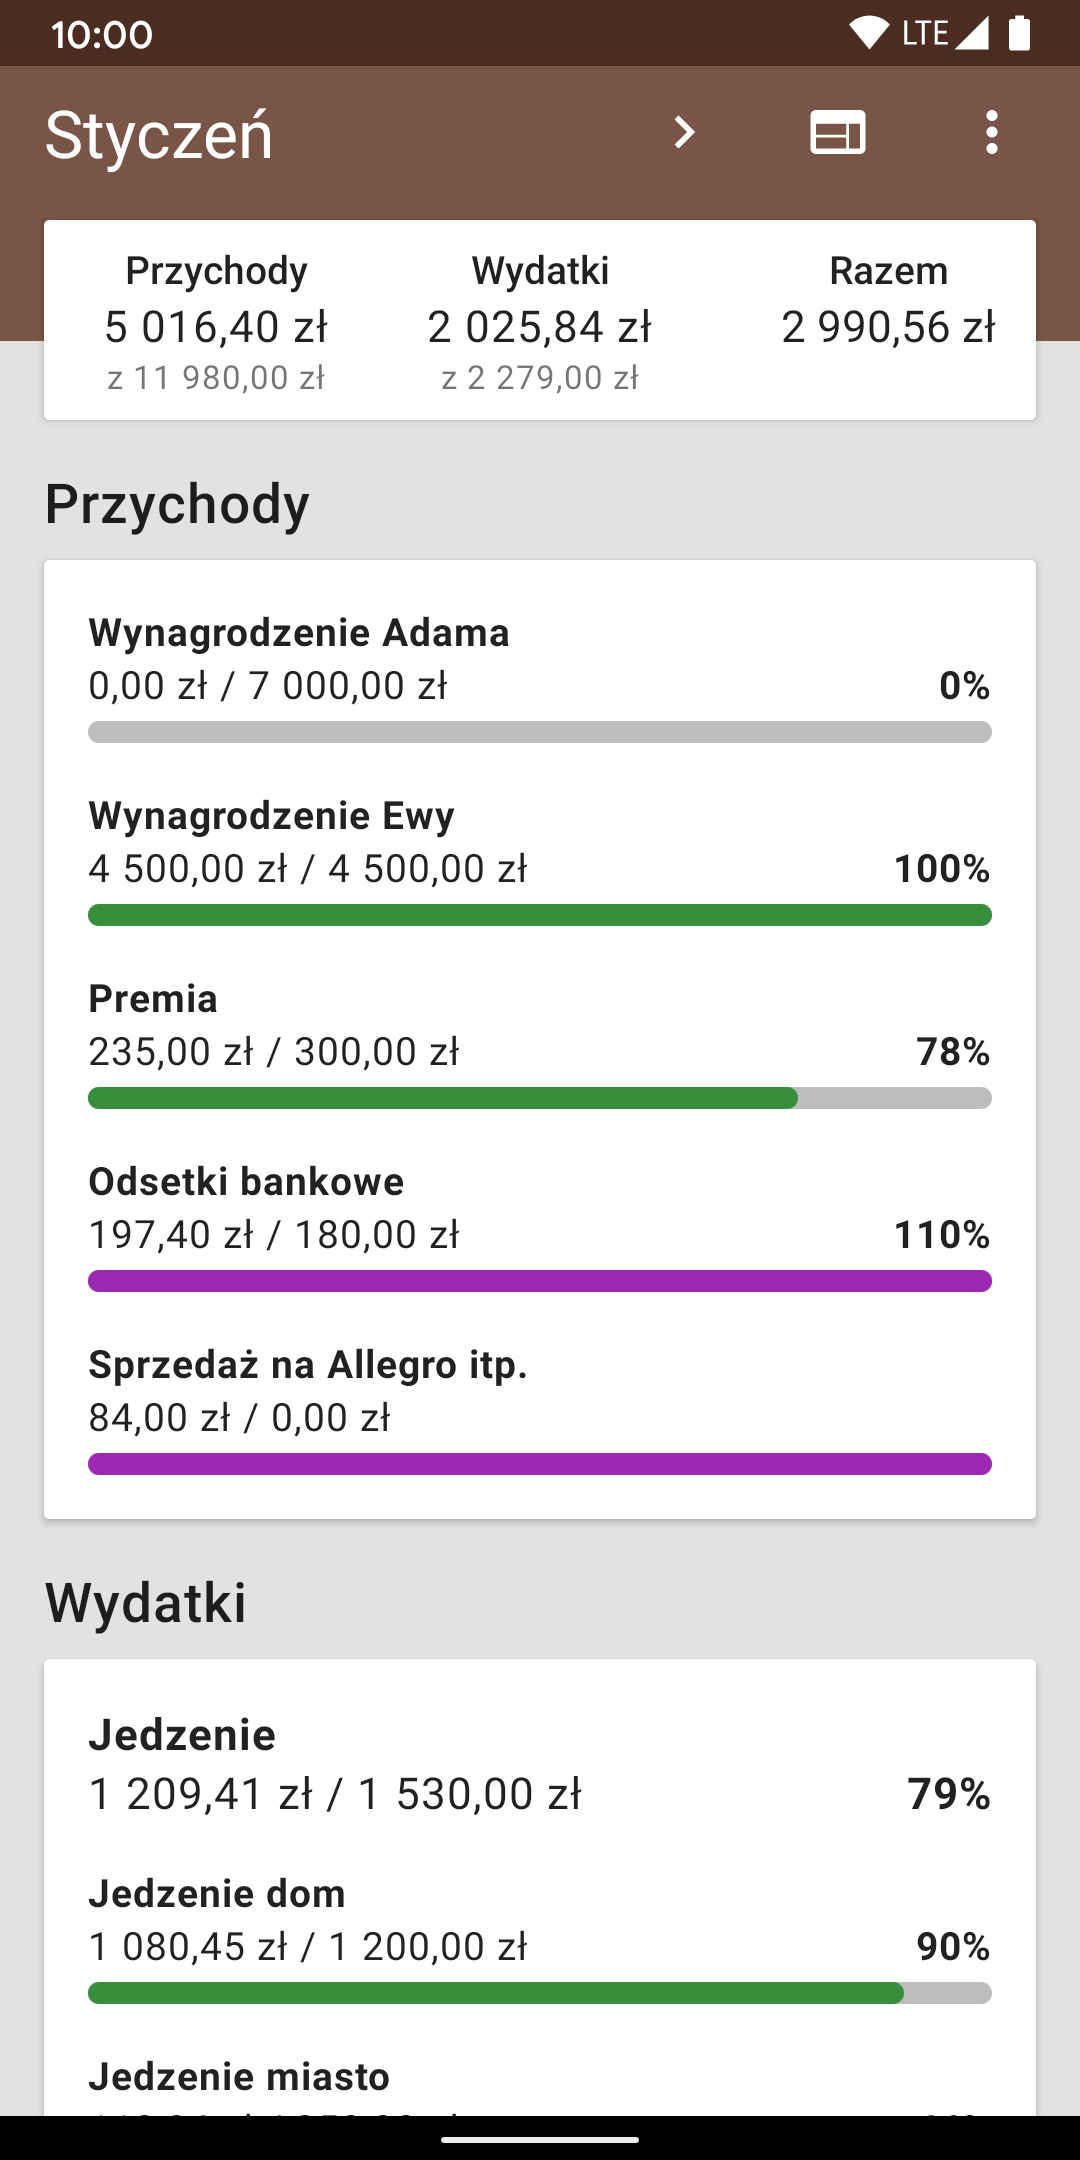 10:00 LTE
Styczeń
Przychody Wydatki Razem
5 016,40 zł 2 025,84 zł 2 990,56 zł
z 11 980,00 zł z 2 279,00 zł
Przychody
Wynagrodzenie Adama
0,00 zł / 7 000,00 zł 0%
Wynagrodzenie Ewy
4 500,00 zł / 4 500,00 zł 100%
Premia
235,00 zł / 300,00 zł 78%
Odsetki bankowe
197,40 zł / 180,00 zł 110%
Sprzedaż na Allegro itp.
84,00 zł / 0,00 zł
Wydatki
Jedzenie
1 209,41 zł / 1 530,00 zł 79%
Jedzenie dom
1 080,45 zł / 1 200,00 zł 90%
Jedzenie miasto